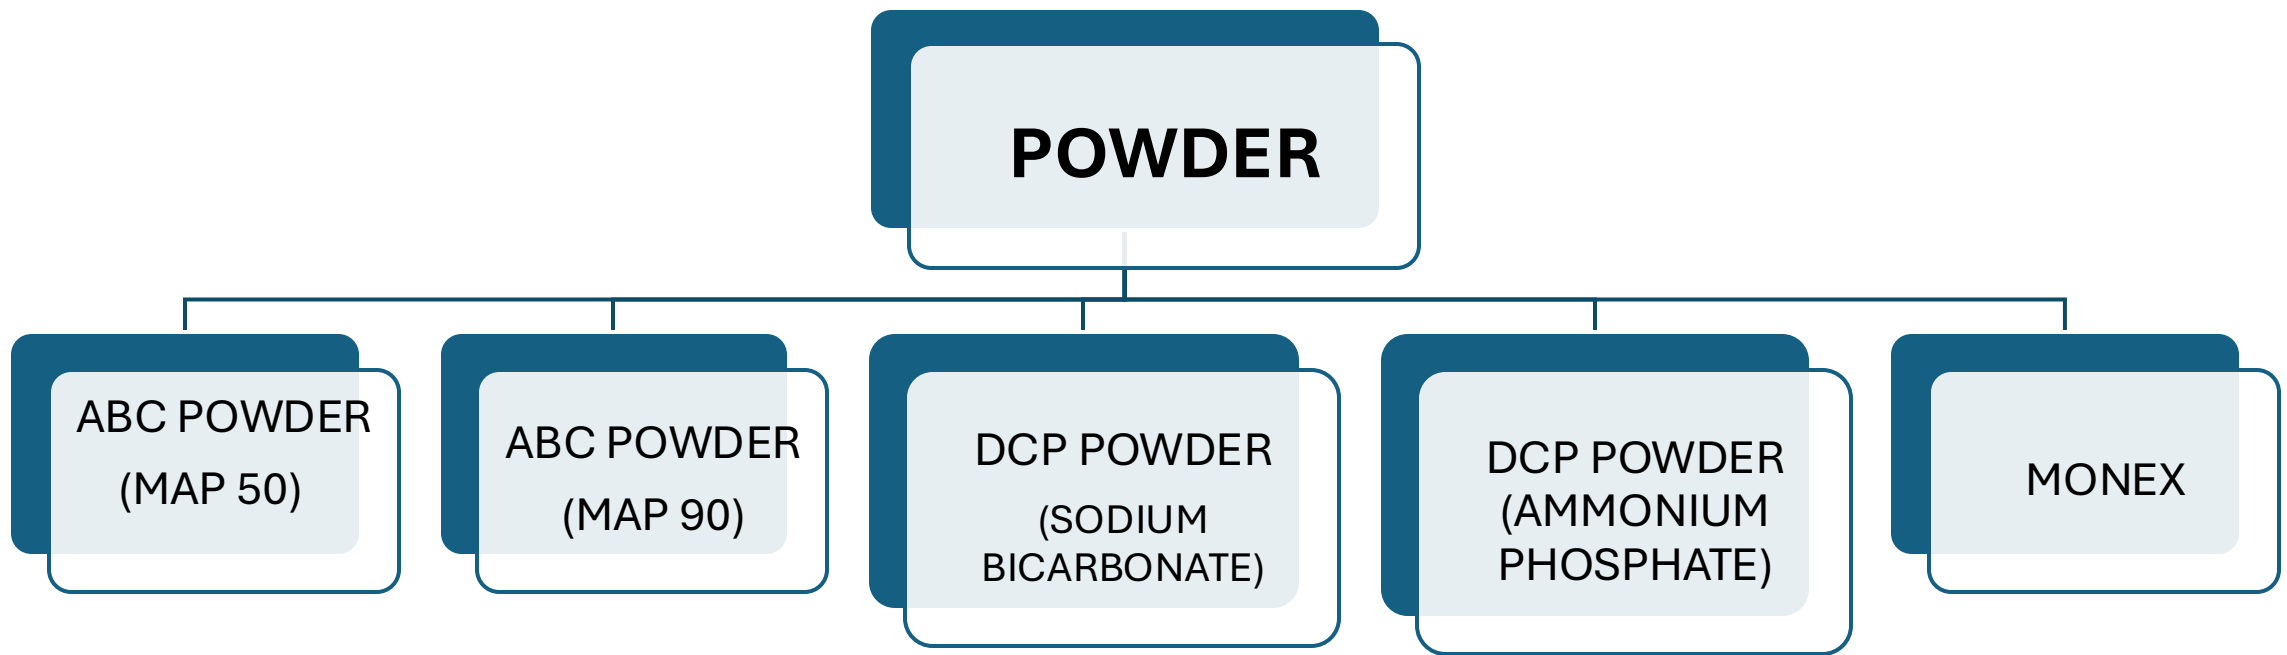 POWDER
ABC POWDER
(MAP 50)
ABC POWDER
(MAP 90)
DCP POWDER
(SODIUM
BICARBONATE)
DCP POWDER
(AMMONIUM
PHOSPHATE)
MONEX